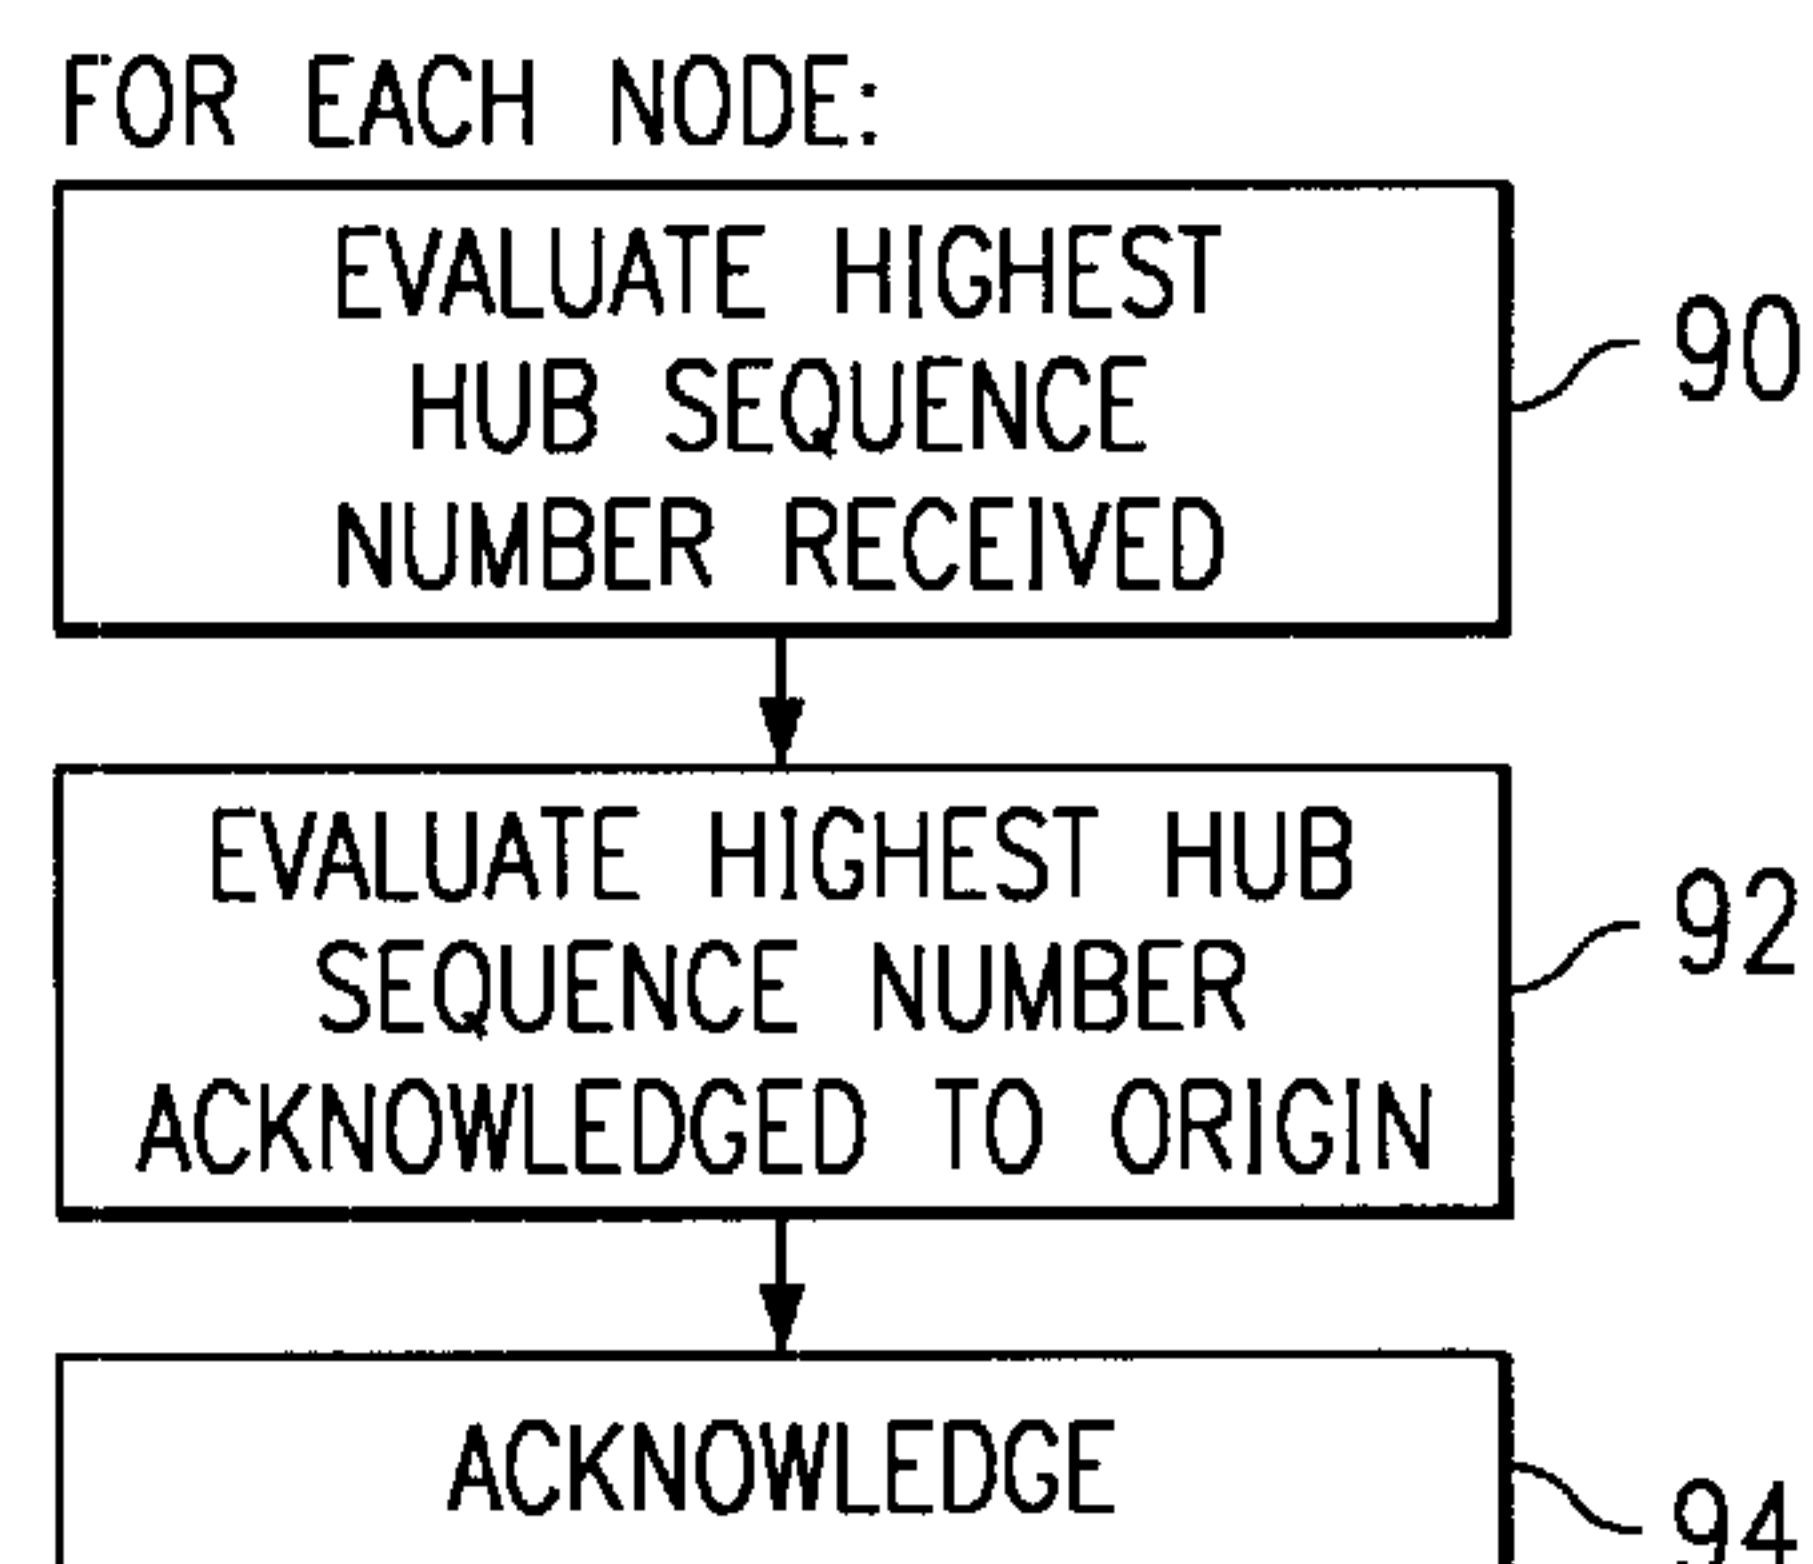 FOR EACH NODE:
EVALUATE HIGHEST
HUB SEQUENCE
NUMBER RECEIVED
90
EVALUATE HIGHEST HUB
SEQUENCE NUMBER
ACKNOWLEDGED TO ORIGIN
92
ACKNOWLEDGE
94